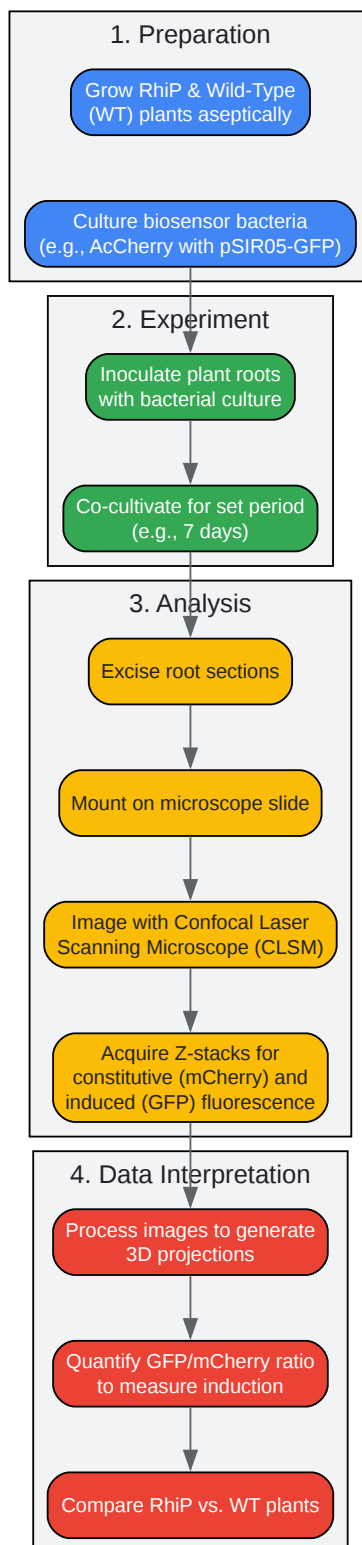 1. Preparation
Grow RhiP & Wild-Type
(WT) plants aseptically
Culture biosensor bacteria
(e.g., AcCherry with pSIR05-GFP)
2. Experiment
Inoculate plant roots
with bacterial culture
Co-cultivate for set period
(e.g., 7 days)
3. Analysis
Excise root sections
Mount on microscope slide
Image with Confocal Laser
Scanning Microscope (CLSM)
Acquire Z-stacks for
constitutive (mCherry) and
induced (GFP) fluorescence
4. Data Interpretation
Process images to generate
3D projections
Quantify GFP/mCherry ratio
to measure induction
Compare RhiP vs. WT plants